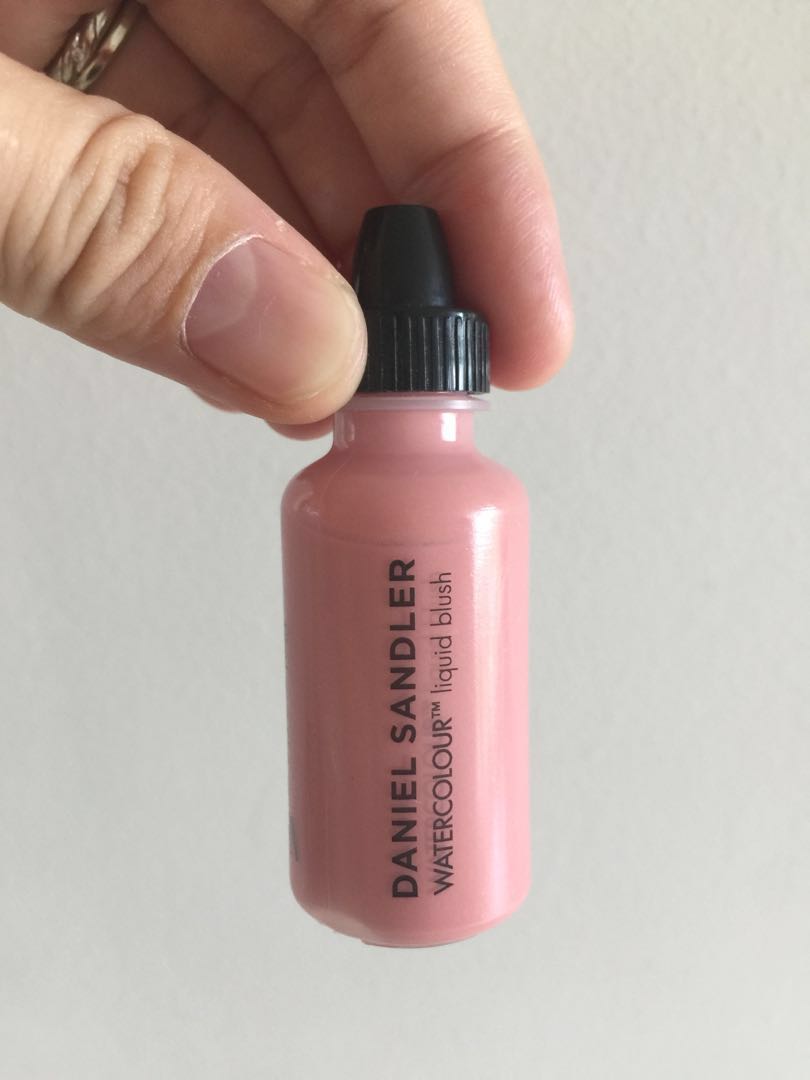 DANIEL SANDLER
WATERCOLOUR™ liquid blush